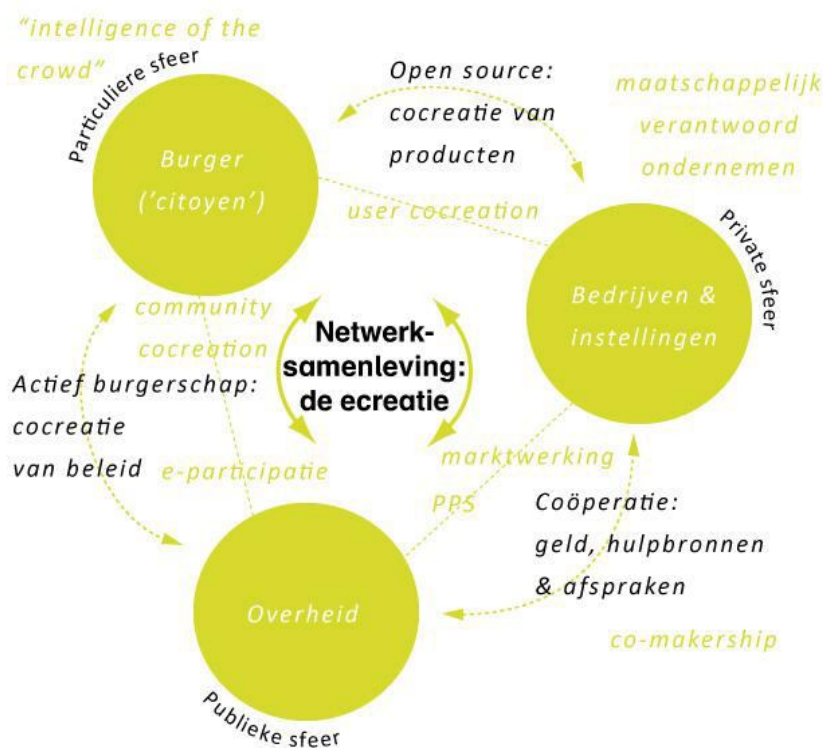 “intelligence of the
crowd”
Particuliere sfeer
Burger
(’citoyen’)
Open source:
cocreatie van
producten
maatschappelijk
verantwoord
ondernemen
user cocreation
Private sfeer
Bedrijven &
instellingen
community
cocreation
Netwerk-
samenleving:
de ecreatie
Actief burgerschap:
cocreatie
van beleid
e-participatie
marktwerking
PPS
Coöperatie:
geld, hulpbronnen
& afspraken
Overheid
Publieke sfeer
co-makership